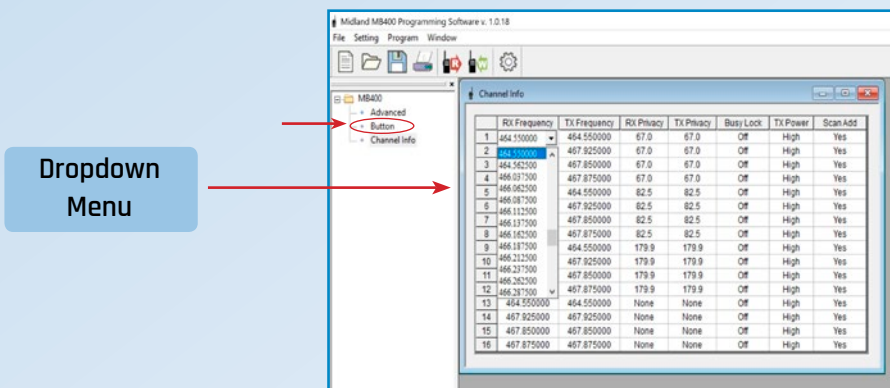 Midland MB400 Programming Software v. 1.0.18
File Setting Program Window
MB400
Advanced
Button
Channel Info
Dropdown
Menu
Channel Info
RX Frequency TX Frequency RX Privacy TX Privacy Busy Lock TX Power Scan Add
1 464.550000 464.550000 67.0 67.0 Off High Yes
2 464.550000 467.925000 67.0 67.0 Off High Yes
3 464.562500 467.850000 67.0 67.0 Off High Yes
4 466.037500 467.875000 67.0 67.0 Off High Yes
5 466.062500 464.550000 82.5 82.5 Off High Yes
6 466.087500 467.925000 82.5 82.5 Off High Yes
466.112500
7 466.137500 467.850000 82.5 82.5 Off High Yes
8 466.162500 467.875000 82.5 82.5 Off High Yes
9 466.187500 464.550000 179.9 179.9 Off High Yes
10 466.212500 467.925000 179.9 179.9 Off High Yes
11 466.237500 467.850000 179.9 179.9 Off High Yes
466.262500
12 466.287500 467.875000 179.9 179.9 Off High Yes
13 464.550000 464.550000 None None Off High Yes
14 467.925000 467.925000 None None Off High Yes
15 467.850000 467.850000 None None Off High Yes
16 467.875000 467.875000 None None Off High Yes